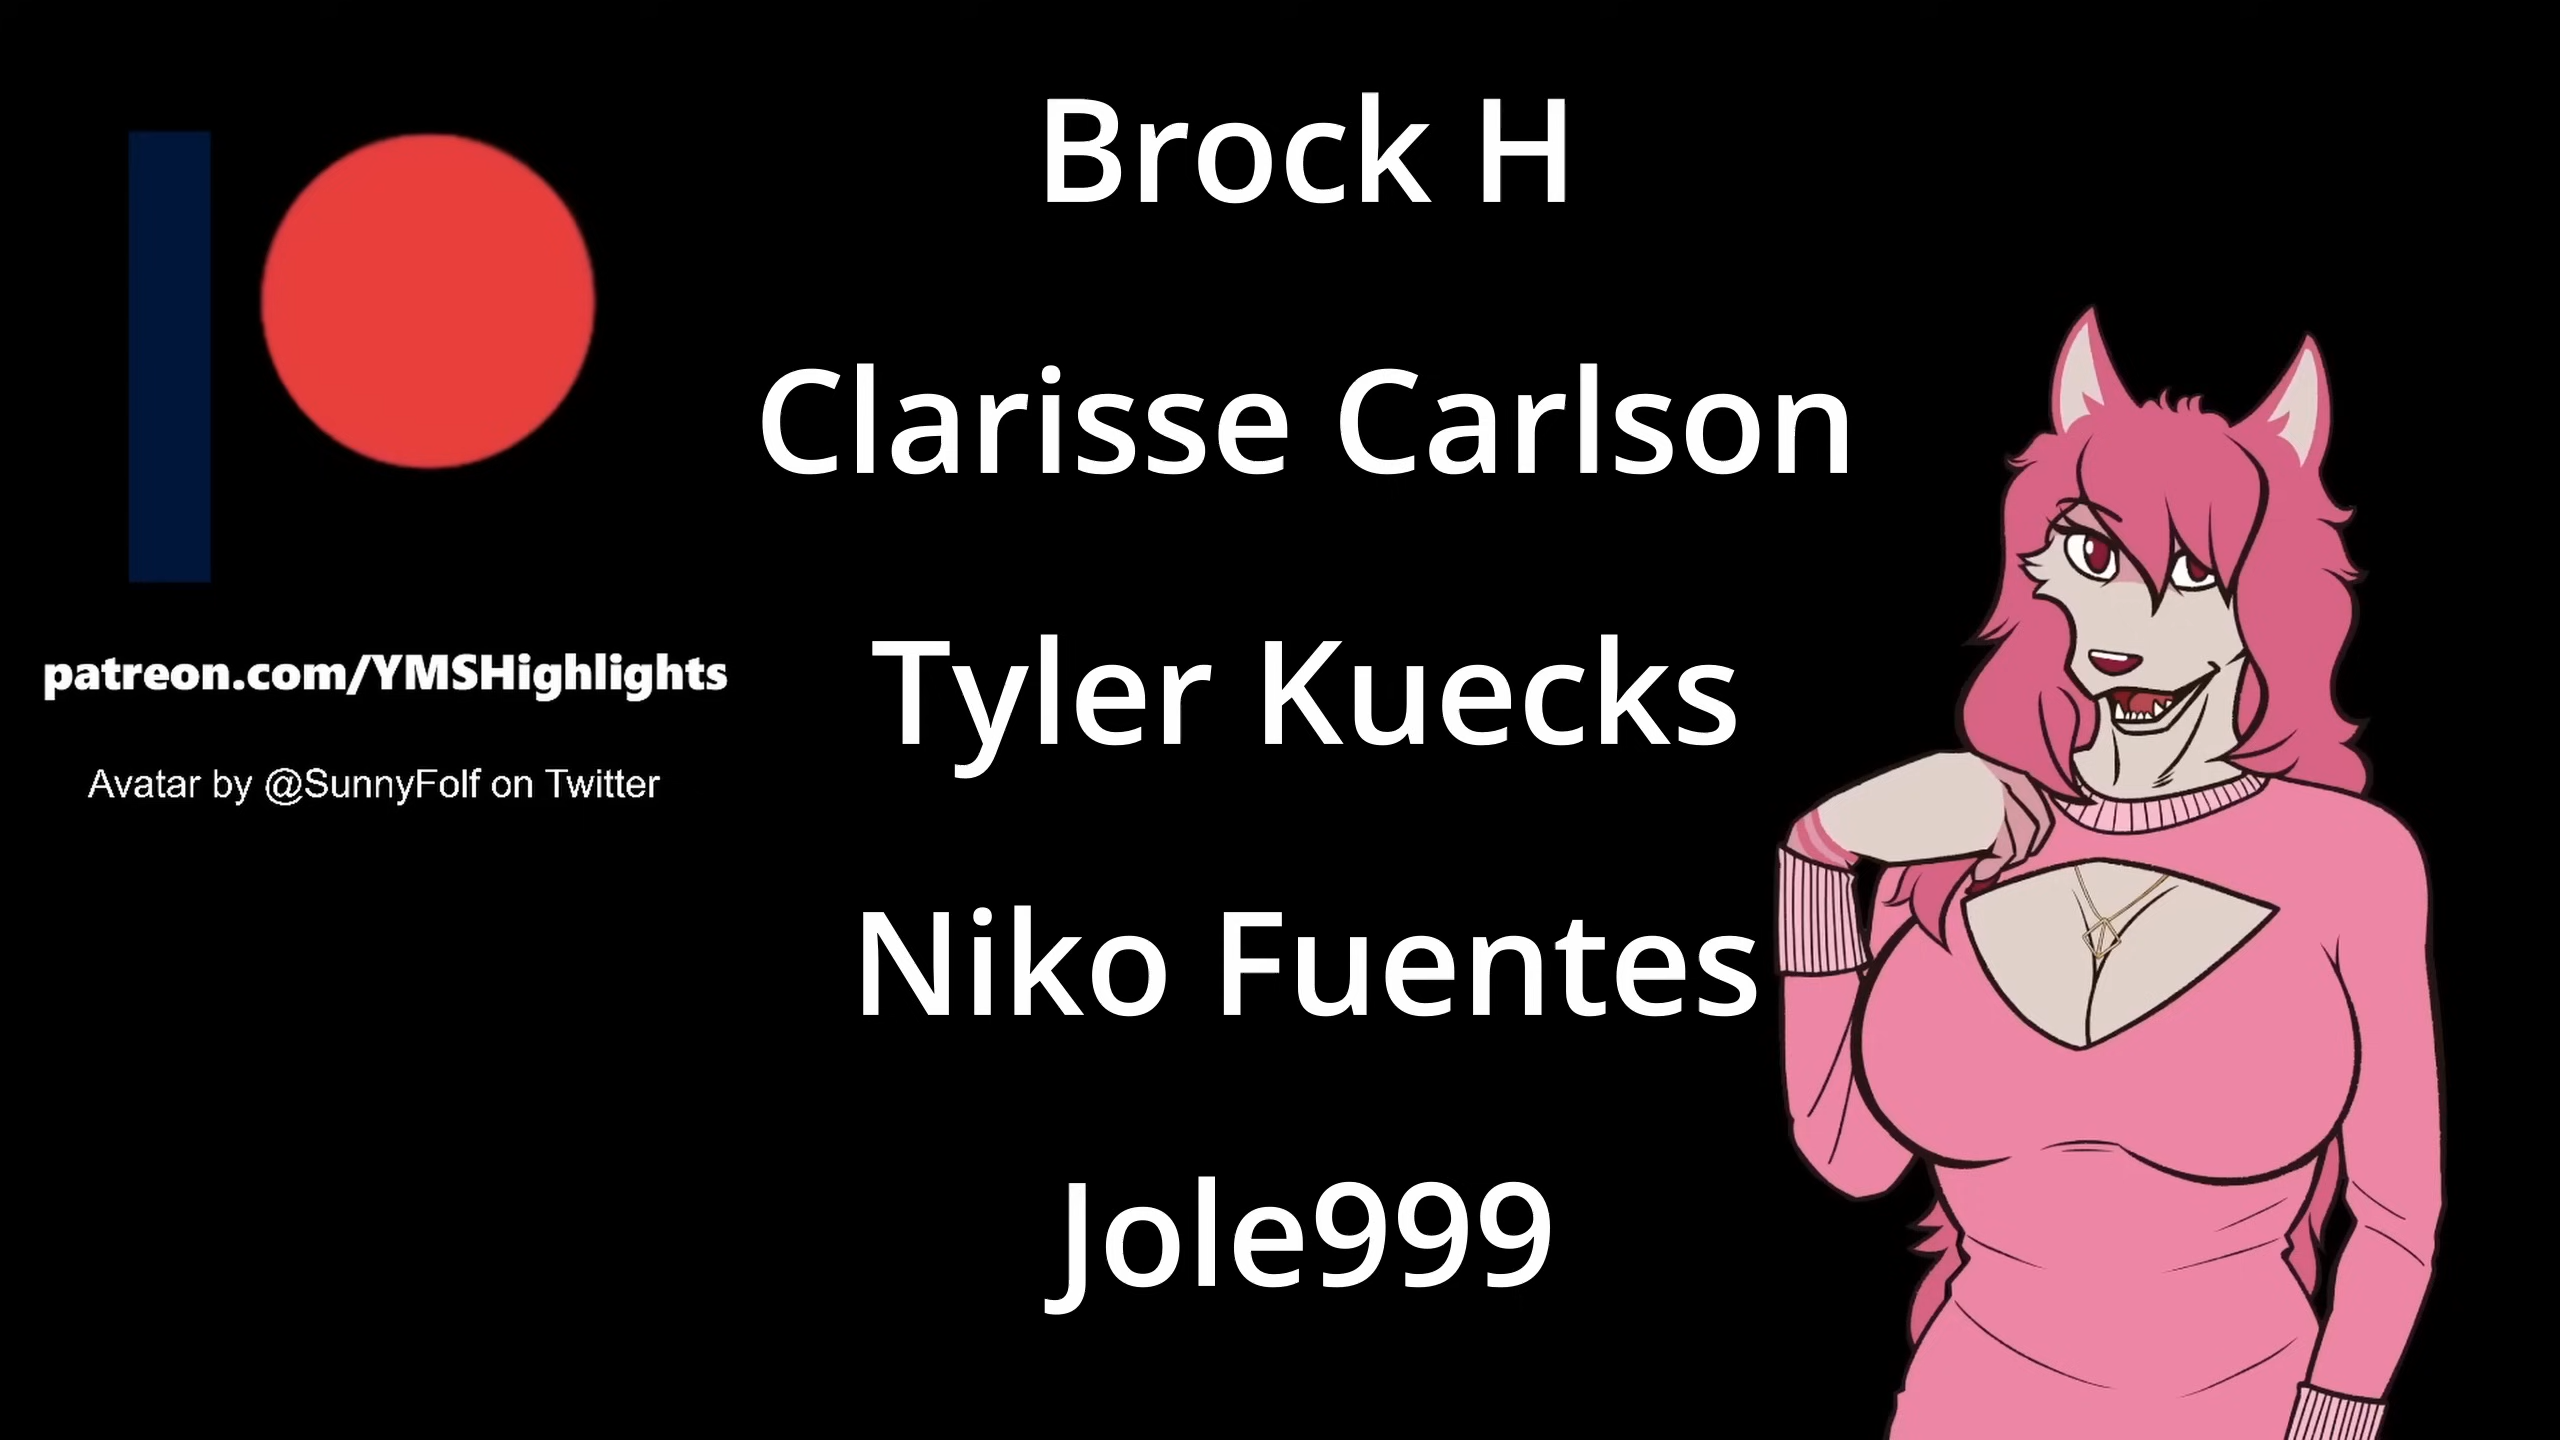 patreon.com/YMSHighlights
Avatar by @SunnyFolf on Twitter
Brock H
Clarisse Carlson
Tyler Kuecks
Niko Fuentes
Jole999